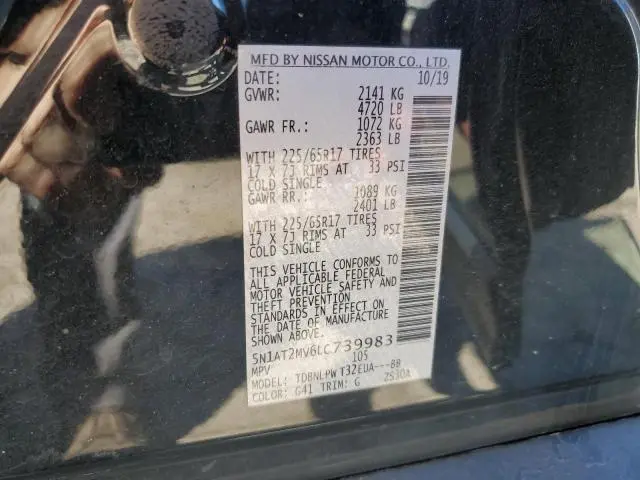 MFD BY NISSAN MOTOR CO., LTD.
DATE: 10/19
GVWR: 2141 KG
4720 LB
GAWR FR.: 1072 KG
2363 LB
WITH 225/65R17 TIRES
17 X 7J RIMS AT 33 PSI
COLD SINGLE
GAWR RR.: 1089 KG
2401 LB
WITH 225/65R17 TIRES
17 X 7J RIMS AT 33 PSI
COLD SINGLE
THIS VEHICLE CONFORMS TO
ALL APPLICABLE FEDERAL
MOTOR VEHICLE SAFETY AND
THEFT PREVENTION
STANDARDS IN EFFECT ON
THE DATE OF MANUFACTURE
SHOWN ABOVE.
5N1AT2MV6LC739983
MPV 105
MODEL: TDBNLPWT32EUA---BB
COLOR: G41 TRIM: G 2S30A